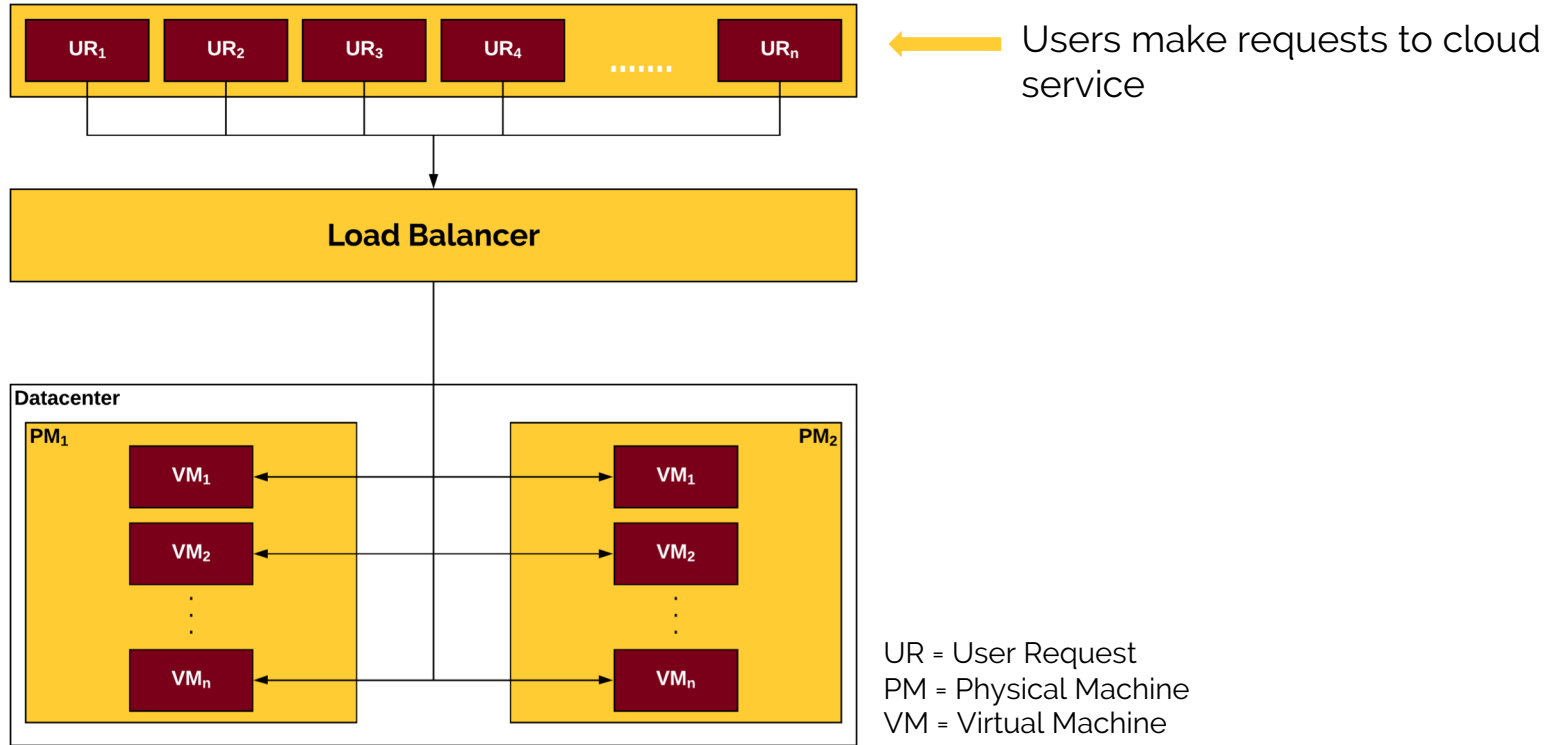 UR₁ UR₂ UR₃ UR₄ ....... URₙ
Users make requests to cloud
service
Load Balancer
Datacenter
PM₁ PM₂
VM₁ VM₁
VM₂ VM₂
VMₙ VMₙ
UR = User Request
PM = Physical Machine
VM = Virtual Machine